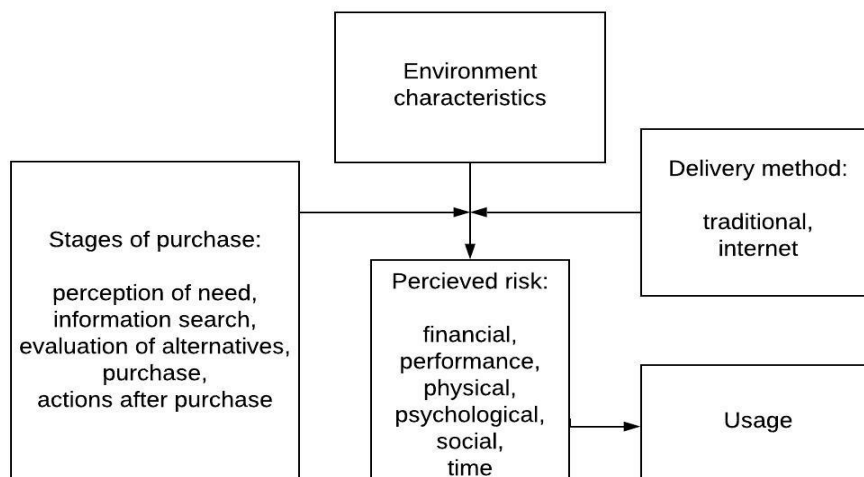 Environment
characteristics
Delivery method:
traditional,
internet
Stages of purchase:
perception of need,
information search,
evaluation of alternatives,
purchase,
actions after purchase
Percieved risk:
financial,
performance,
physical,
psychological,
social,
time
Usage